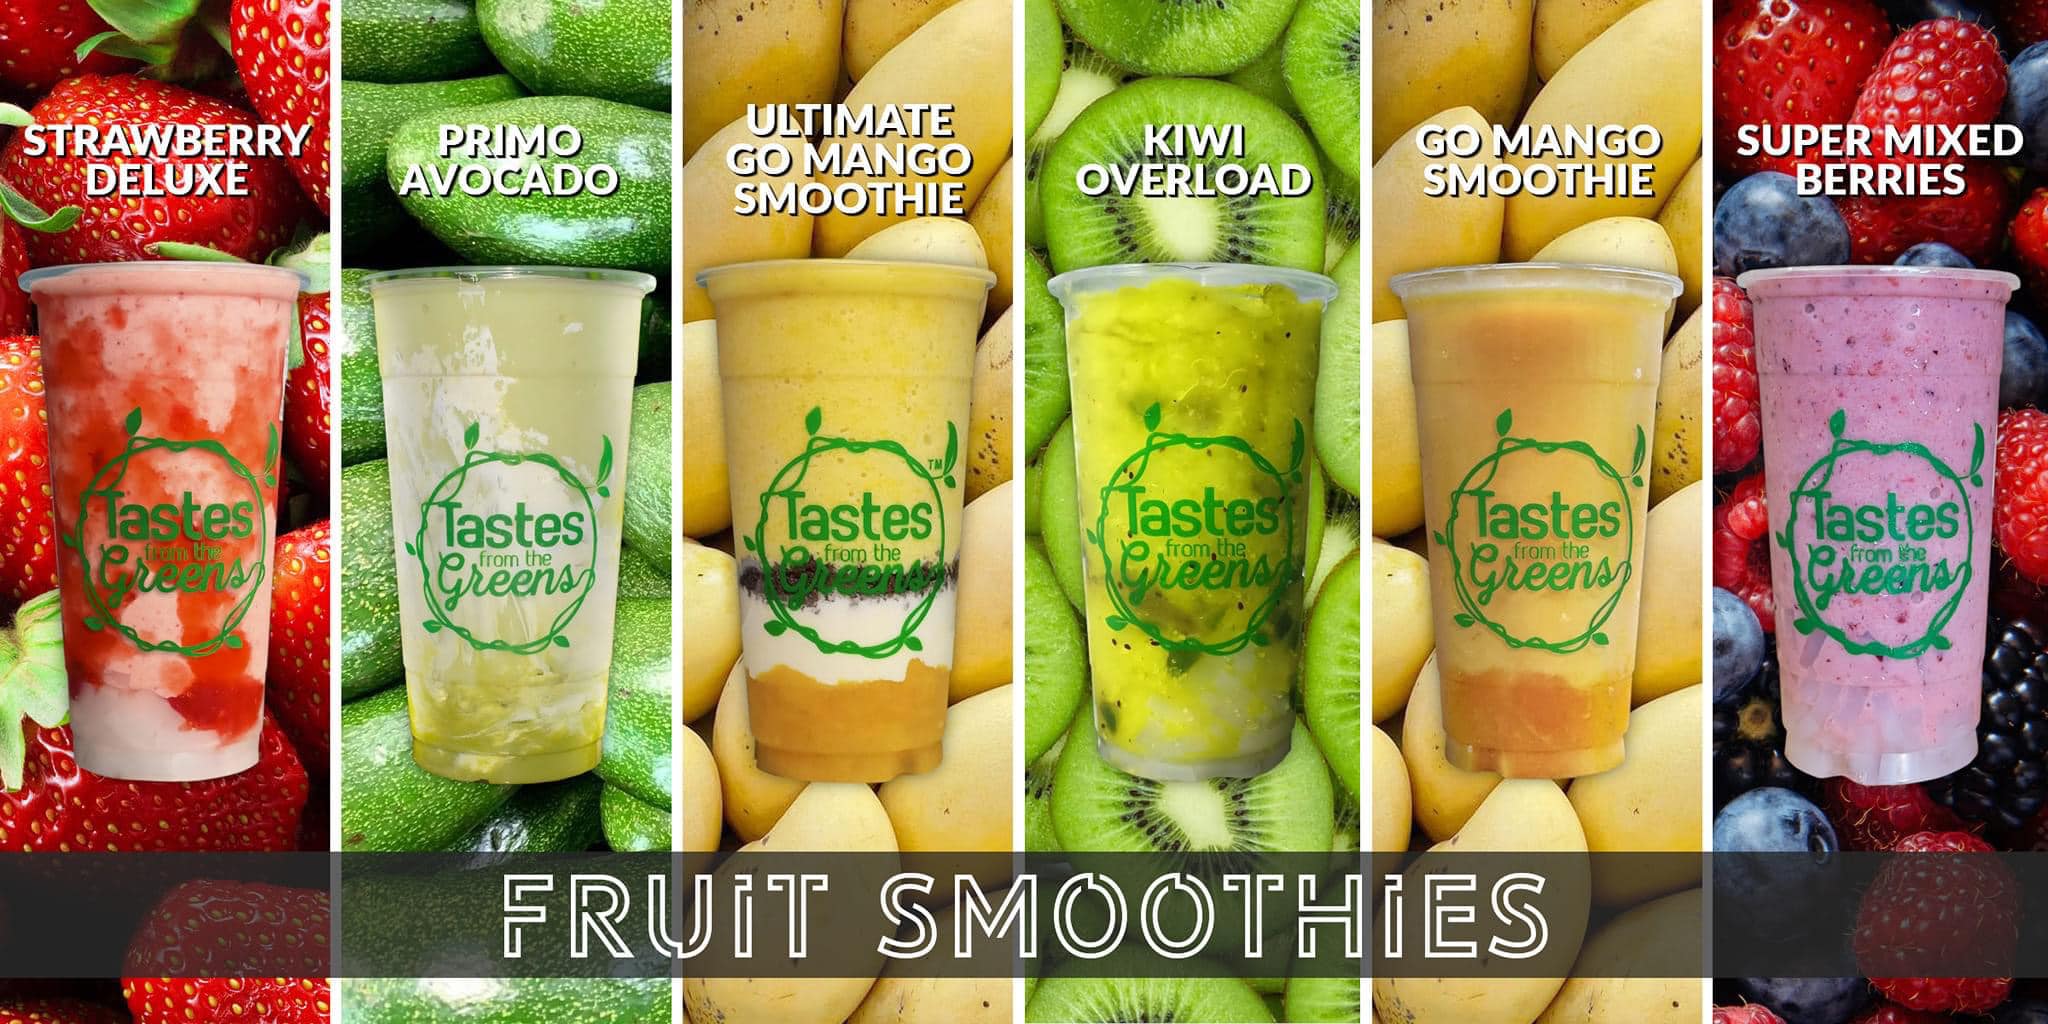 STRAWBERRY
DELUXE
PRIMO
AVOCADO
ULTIMATE
GO MANGO
SMOOTHIE
KIWI
OVERLOAD
GO MANGO
SMOOTHIE
SUPER MIXED
BERRIES
Tastes
from the
Greens
Tastes
from the
Greens
TM
Tastes
from the
Greens
Tastes
from the
Greens
Tastes
from the
Greens
Tastes
from the
Greens
FRUiT SMOOTHiES